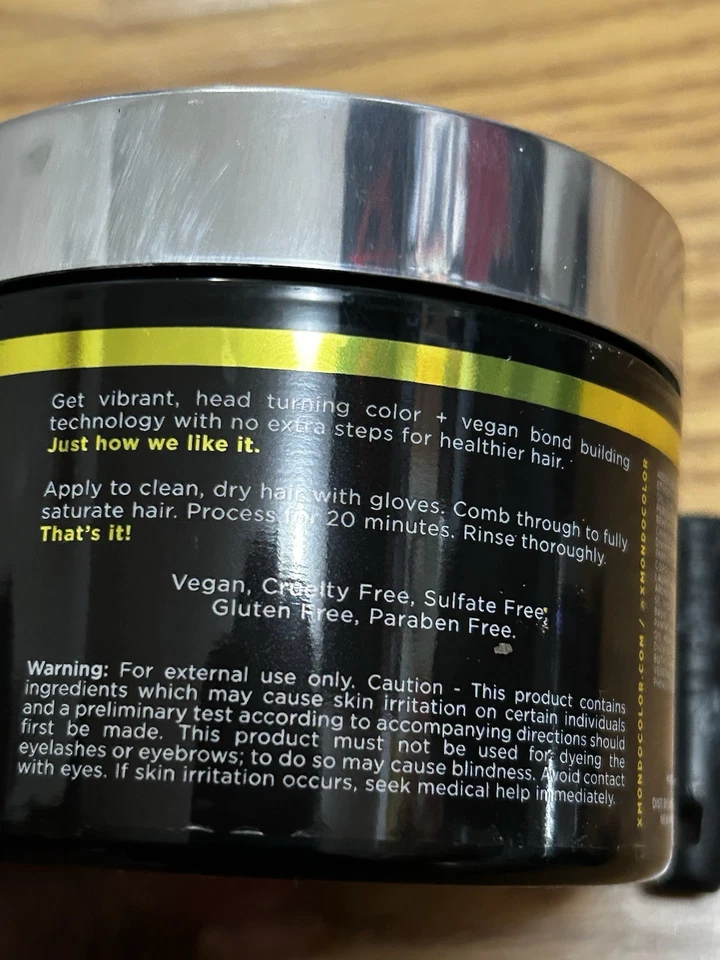 Get vibrant, head turning color + vegan bond building
technology with no extra steps for healthier hair.
Just how we like it.
Apply to clean, dry hair with gloves. Comb through to fully
saturate hair. Process for 20 minutes. Rinse thoroughly.
That's it!
Vegan, Cruelty Free, Sulfate Free,
Gluten Free, Paraben Free.
Warning: For external use only. Caution - This product contains
ingredients which may cause skin irritation on certain individuals
and a preliminary test according to accompanying directions should
first be made. This product must not be used for dyeing the
eyelashes or eyebrows; to do so may cause blindness. Avoid contact
with eyes. If skin irritation occurs, seek medical help immediately.
XMONDOCOLOR.COM / @XMONDOCOLOR